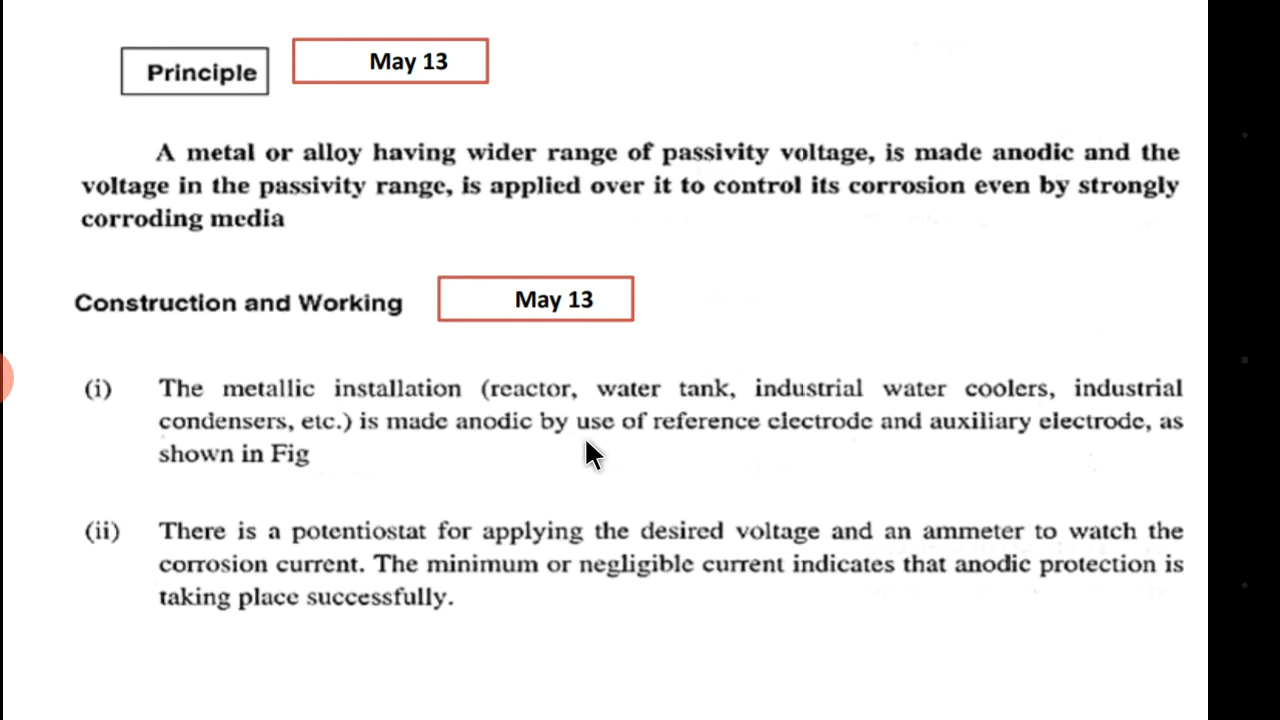 Principle
May 13
A metal or alloy having wider range of passivity voltage, is made anodic and the
voltage in the passivity range, is applied over it to control its corrosion even by strongly
corroding media
Construction and Working
May 13
(i) The metallic installation (reactor, water tank, industrial water coolers, industrial
condensers, etc.) is made anodic by use of reference electrode and auxiliary electrode, as
shown in Fig
(ii) There is a potentiostat for applying the desired voltage and an ammeter to watch the
corrosion current. The minimum or negligible current indicates that anodic protection is
taking place successfully.